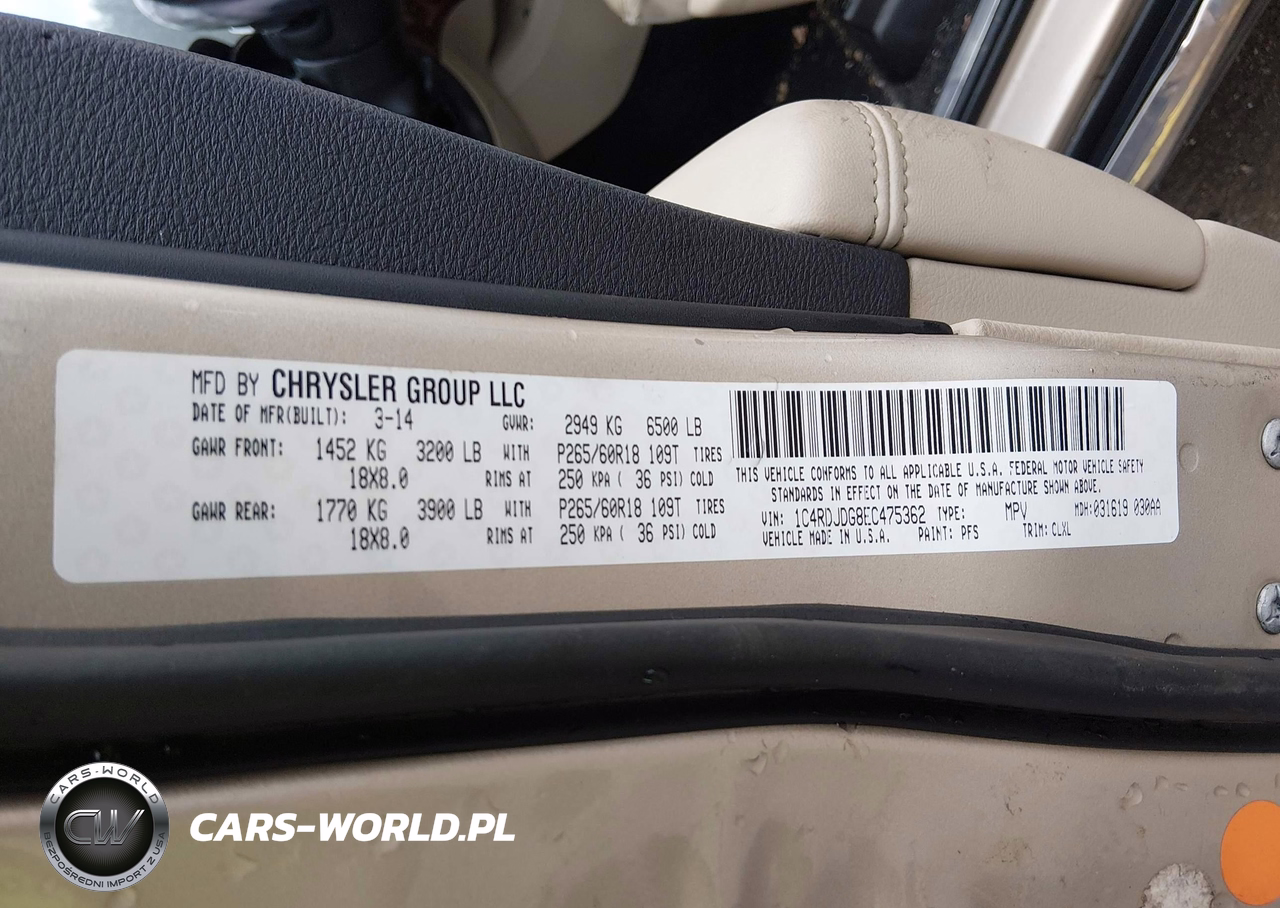 MFD BY CHRYSLER GROUP LLC
DATE OF MFR(BUILT): 3-14 GVWR: 2949 KG 6500 LB
GAWR FRONT: 1452 KG 3200 LB WITH P265/60R18 109T TIRES
18X8.0 RIMS AT 250 KPA ( 36 PSI) COLD
GAWR REAR: 1770 KG 3900 LB WITH P265/60R18 109T TIRES
18X8.0 RIMS AT 250 KPA ( 36 PSI) COLD
THIS VEHICLE CONFORMS TO ALL APPLICABLE U.S.A. FEDERAL MOTOR VEHICLE SAFETY
STANDARDS IN EFFECT ON THE DATE OF MANUFACTURE SHOWN ABOVE.
VIN: 1C4RDJDG8EC475362 TYPE: MPV MDH:031619 030AA
VEHICLE MADE IN U.S.A. PAINT: PFS TRIM: CLXL
CARS-WORLD
CW
BEZPOŚREDNI IMPORT Z USA
CARS-WORLD.PL